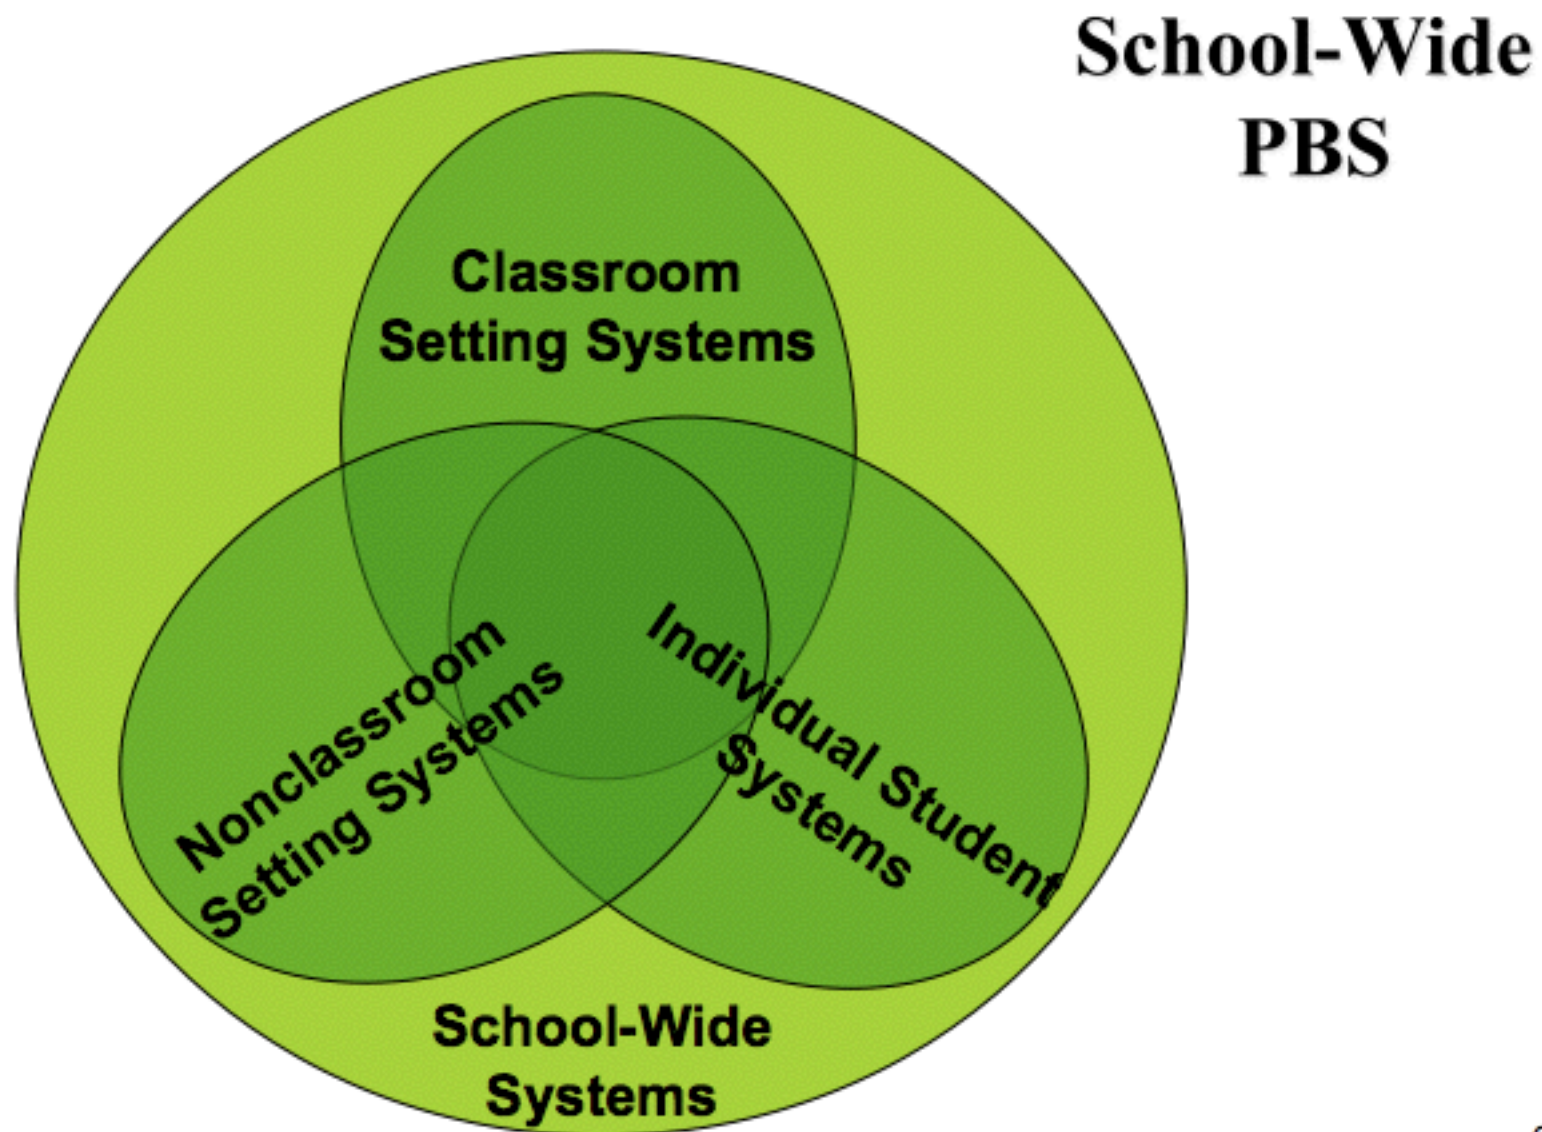 School-Wide
PBS
Classroom
Setting Systems
Nonclassroom
Setting Systems
Individual Student
Systems
School-Wide
Systems